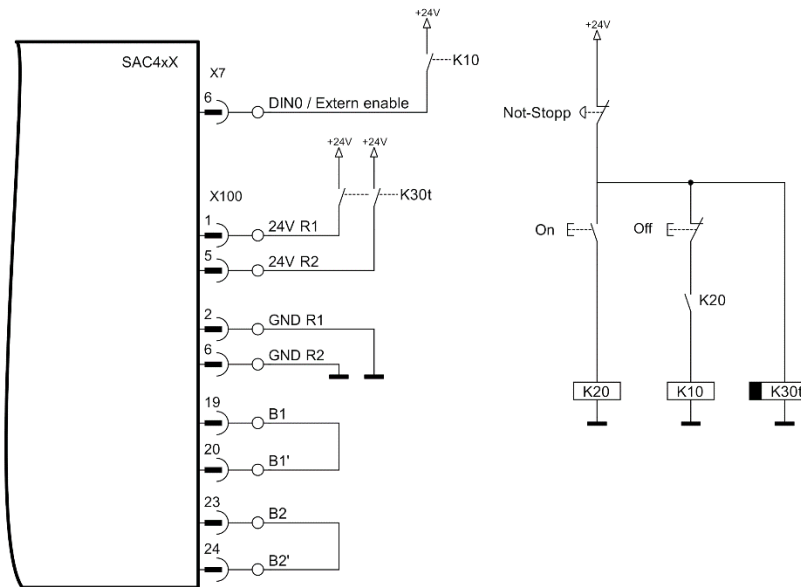 SAC4xX
X7
6
DIN0 / Extern enable
+24V
K10
X100
+24V
+24V
K30t
1
24V R1
5
24V R2
2
GND R1
6
GND R2
19
B1
20
B1'
23
B2
24
B2'
+24V
Not-Stopp
On
Off
K20
K20
K10
K30t